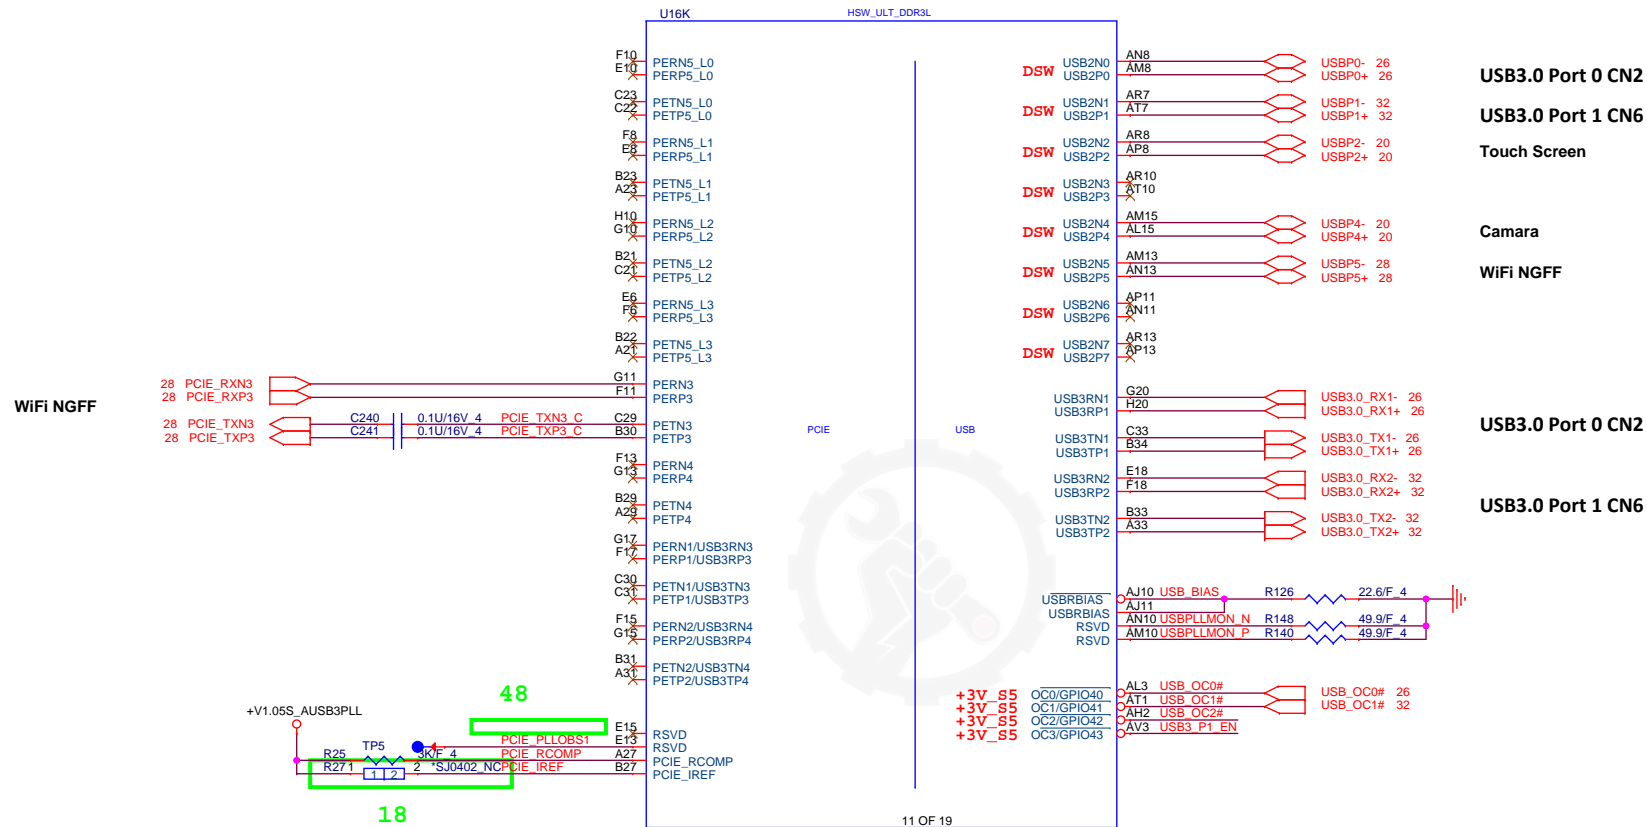 U16K
HSW_ULT_DDR3L
F10 PERN5_L0
E10 PERP5_L0
C23 PETN5_L0
C22 PETP5_L0
F8 PERN5_L1
E8 PERP5_L1
B23 PETN5_L1
A23 PETP5_L1
H10 PERN5_L2
G10 PERP5_L2
B21 PETN5_L2
C21 PETP5_L2
E6 PERN5_L3
F6 PERP5_L3
B22 PETN5_L3
A21 PETP5_L3
WiFi NGFF
28 PCIE_RXN3 G11 PERN3
28 PCIE_RXP3 F11 PERP3
28 PCIE_TXN3 C240 0.1U/16V_4 PCIE_TXN3_C C29 PETN3
28 PCIE_TXP3 C241 0.1U/16V_4 PCIE_TXP3_C B30 PETP3
F13 PERN4
G13 PERP4
B29 PETN4
A29 PETP4
G17 PERN1/USB3RN3
F17 PERP1/USB3RP3
C30 PETN1/USB3TN3
C31 PETP1/USB3TP3
F15 PERN2/USB3RN4
G15 PERP2/USB3RP4
B31 PETN2/USB3TN4
A31 PETP2/USB3TP4
48
+V1.05S_AUSB3PLL
E15 RSVD
TP5 PCIE_PLLOBS1 E13 RSVD
R25 3K/F_4 PCIE_RCOMP A27 PCIE_RCOMP
R27 1 1 2 2 *SJ0402_NC PCIE_IREF B27 PCIE_IREF
18
PCIE
USB
DSW USB2N0 AN8 USBP0- 26
USB2P0 AM8 USBP0+ 26
USB3.0 Port 0 CN2
DSW USB2N1 AR7 USBP1- 32
USB2P1 AT7 USBP1+ 32
USB3.0 Port 1 CN6
DSW USB2N2 AR8 USBP2- 20
USB2P2 AP8 USBP2+ 20
Touch Screen
DSW USB2N3 AR10
USB2P3 AT10
DSW USB2N4 AM15 USBP4- 20
USB2P4 AL15 USBP4+ 20
Camara
DSW USB2N5 AM13 USBP5- 28
USB2P5 AN13 USBP5+ 28
WiFi NGFF
DSW USB2N6 AP11
USB2P6 AN11
DSW USB2N7 AR13
USB2P7 AP13
USB3RN1 G20 USB3.0_RX1- 26
USB3RP1 H20 USB3.0_RX1+ 26
USB3.0 Port 0 CN2
USB3TN1 C33 USB3.0_TX1- 26
USB3TP1 B34 USB3.0_TX1+ 26
USB3RN2 E18 USB3.0_RX2- 32
USB3RP2 F18 USB3.0_RX2+ 32
USB3.0 Port 1 CN6
USB3TN2 B33 USB3.0_TX2- 32
USB3TP2 A33 USB3.0_TX2+ 32
USBRBIAS AJ10 USB_BIAS R126 22.6/F_4
USBRBIAS AJ11
RSVD AN10 USBPLLMON_N R148 49.9/F_4
RSVD AM10 USBPLLMON_P R140 49.9/F_4
+3V_S5 OC0/GPIO40 AL3 USB_OC0# USB_OC0# 26
+3V_S5 OC1/GPIO41 AT1 USB_OC1# USB_OC1# 32
+3V_S5 OC2/GPIO42 AH2 USB_OC2#
+3V_S5 OC3/GPIO43 AV3 USB3_P1_EN
11 OF 19